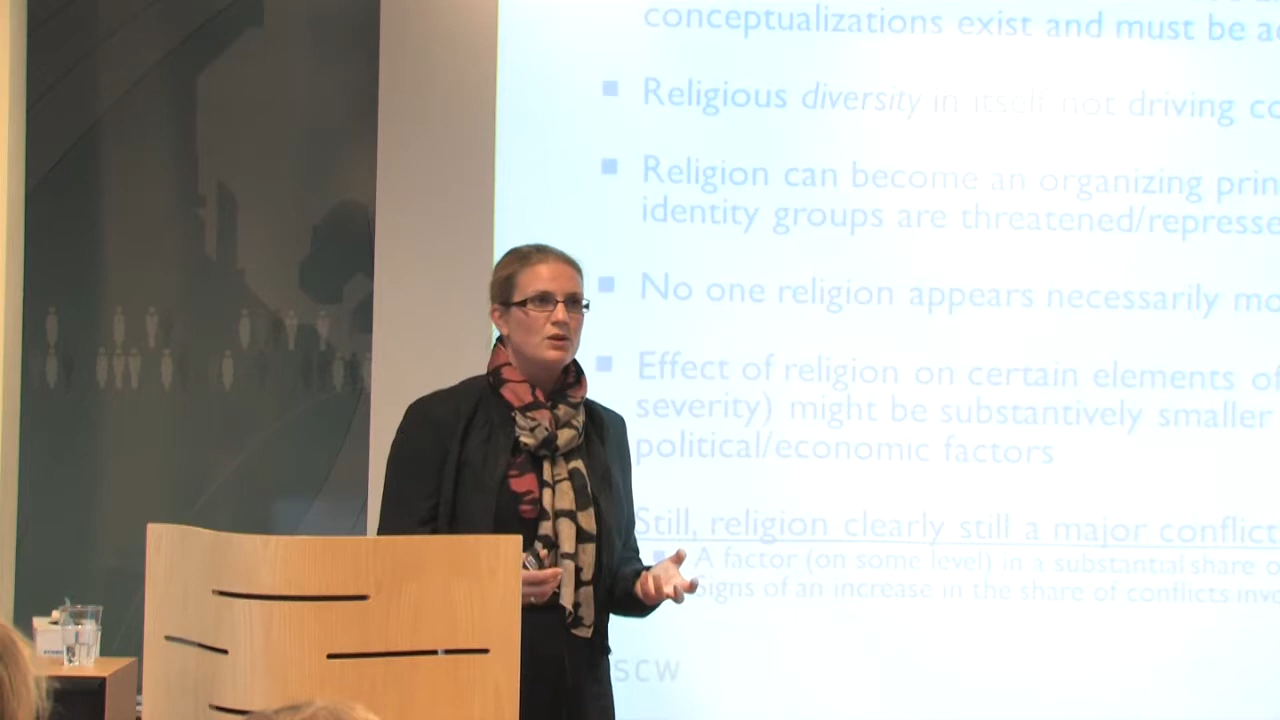 conceptualizations exist and must be
Religious diversity in itself not driving
Religion can become an organizing
identity groups are threatened/represse
No one religion appears necessarily
Effect of religion on certain elements of
severity) might be substantively smaller
political/economic factors
Still, religion clearly still a major conflict
A factor (on some level) in a substantial share o
Signs of an increase in the share of conflicts
SCW